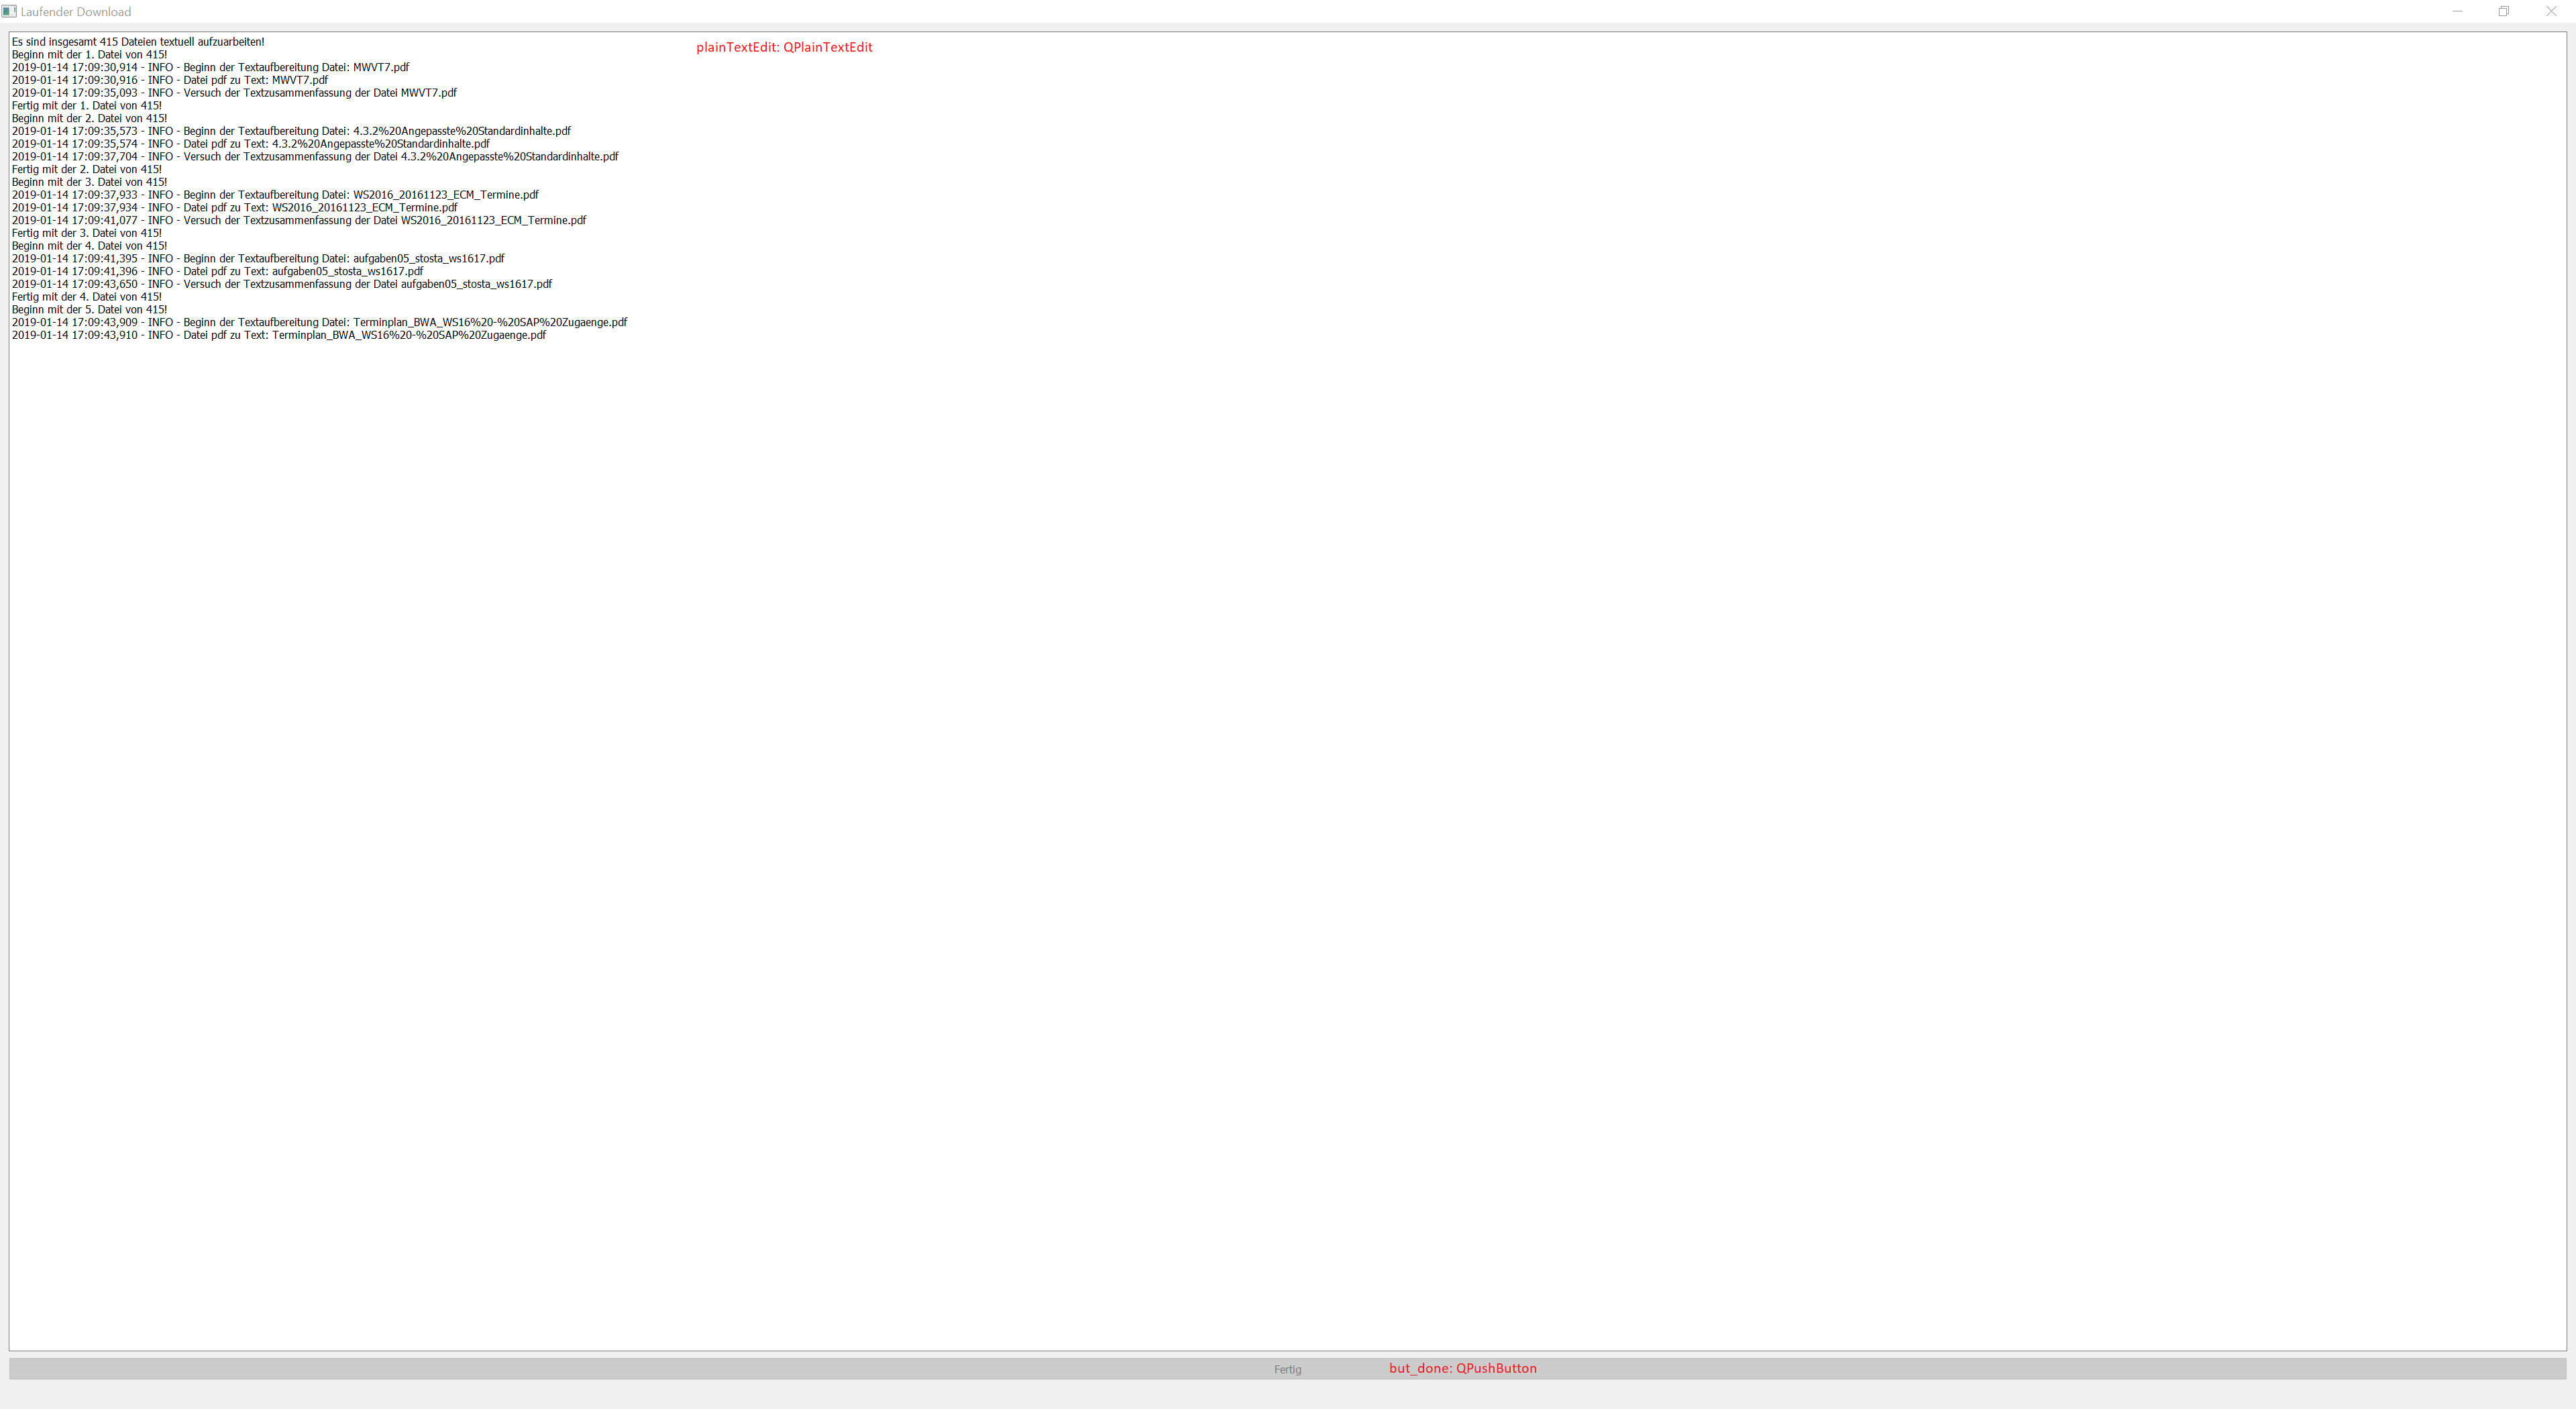 Laufender Download
Es sind insgesamt 415 Dateien textuell aufzuarbeiten!
plainTextEdit: QPlainTextEdit
Beginn mit der 1. Datei von 415!
2019-01-14 17:09:30,914 - INFO - Beginn der Textaufbereitung Datei: MWVT7.pdf
2019-01-14 17:09:30,916 - INFO - Datei pdf zu Text: MWVT7.pdf
2019-01-14 17:09:35,093 - INFO - Versuch der Textzusammenfassung der Datei MWVT7.pdf
Fertig mit der 1. Datei von 415!
Beginn mit der 2. Datei von 415!
2019-01-14 17:09:35,573 - INFO - Beginn der Textaufbereitung Datei: 4.3.2%20Angepasste%20Standardinhalte.pdf
2019-01-14 17:09:35,574 - INFO - Datei pdf zu Text: 4.3.2%20Angepasste%20Standardinhalte.pdf
2019-01-14 17:09:37,704 - INFO - Versuch der Textzusammenfassung der Datei 4.3.2%20Angepasste%20Standardinhalte.pdf
Fertig mit der 2. Datei von 415!
Beginn mit der 3. Datei von 415!
2019-01-14 17:09:37,933 - INFO - Beginn der Textaufbereitung Datei: WS2016_20161123_ECM_Termine.pdf
2019-01-14 17:09:37,934 - INFO - Datei pdf zu Text: WS2016_20161123_ECM_Termine.pdf
2019-01-14 17:09:41,077 - INFO - Versuch der Textzusammenfassung der Datei WS2016_20161123_ECM_Termine.pdf
Fertig mit der 3. Datei von 415!
Beginn mit der 4. Datei von 415!
2019-01-14 17:09:41,395 - INFO - Beginn der Textaufbereitung Datei: aufgaben05_stosta_ws1617.pdf
2019-01-14 17:09:41,396 - INFO - Datei pdf zu Text: aufgaben05_stosta_ws1617.pdf
2019-01-14 17:09:43,650 - INFO - Versuch der Textzusammenfassung der Datei aufgaben05_stosta_ws1617.pdf
Fertig mit der 4. Datei von 415!
Beginn mit der 5. Datei von 415!
2019-01-14 17:09:43,909 - INFO - Beginn der Textaufbereitung Datei: Terminplan_BWA_WS16%20-%20SAP%20Zugaenge.pdf
2019-01-14 17:09:43,910 - INFO - Datei pdf zu Text: Terminplan_BWA_WS16%20-%20SAP%20Zugaenge.pdf
Fertig
but_done: QPushButton